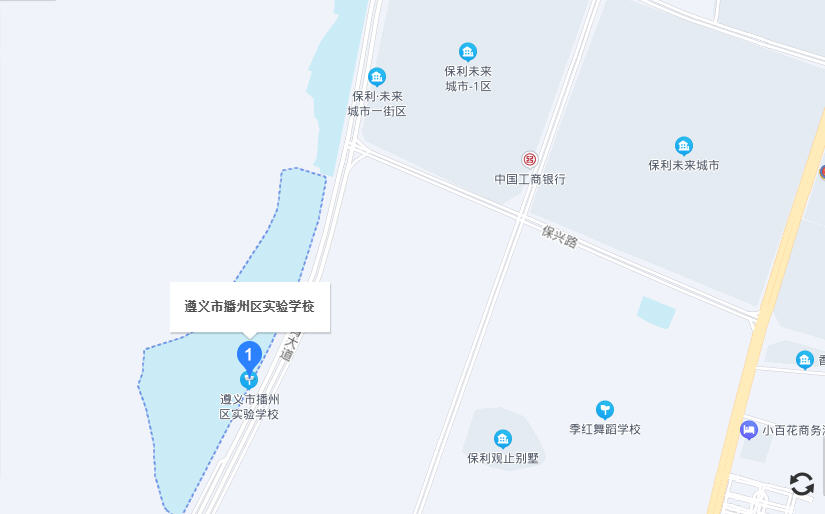 保利未来
城市-1区
保利·未来
城市一街区
保利未来城市
中国工商银行
保兴路
遵义市播州区实验学校
大道
1
遵义市播州
区实验学校
季红舞蹈学校
小百花商务
保利观止别墅